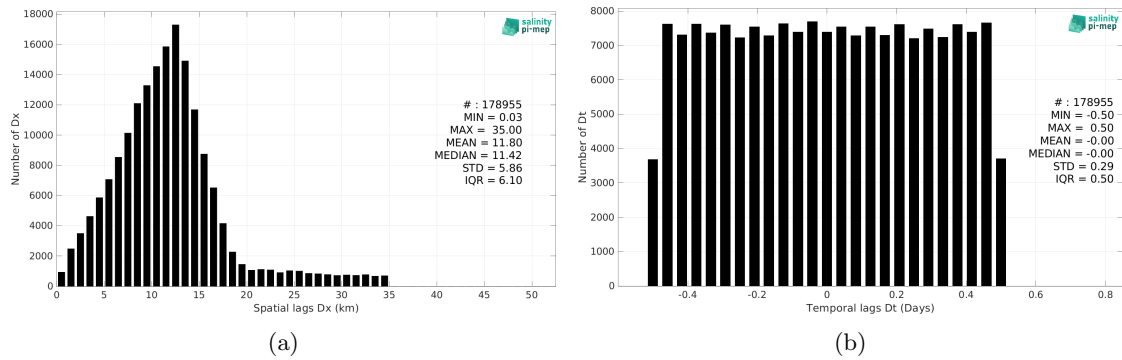 18000
16000
14000
12000
10000
8000
6000
4000
2000
0
Number of Dx
0 5 10 15 20 25 30 35 40 45 50
Spatial lags Dx (km)
salinity
pi-mep
# : 178955
MIN = 0.03
MAX = 35.00
MEAN = 11.80
MEDIAN = 11.42
STD = 5.86
IQR = 6.10
(a)
8000
7000
6000
5000
4000
3000
2000
1000
0
Number of Dt
-0.4 -0.2 0 0.2 0.4 0.6 0.8
Temporal lags Dt (Days)
salinity
pi-mep
# : 178955
MIN = -0.50
MAX = 0.50
MEAN = -0.00
MEDIAN = -0.00
STD = 0.29
IQR = 0.50
(b)